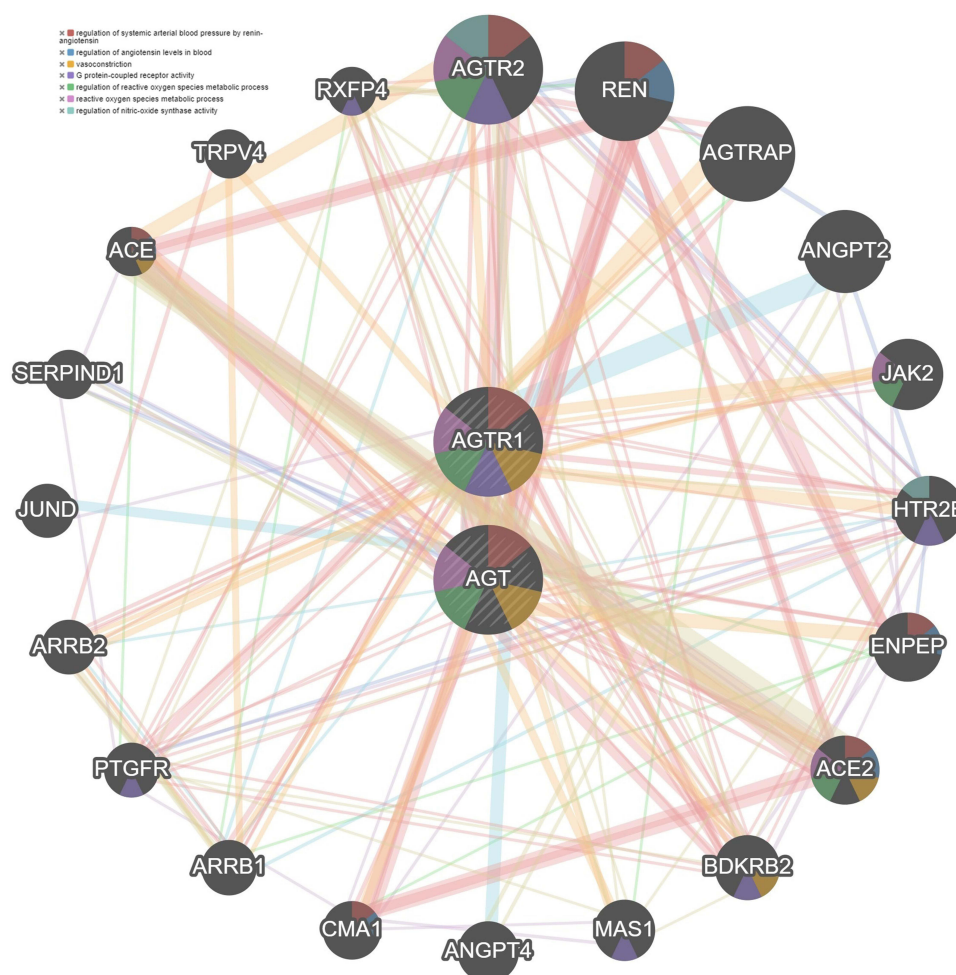 × regulation of systemic arterial blood pressure by renin-
angiotensin
× regulation of angiotensin levels in blood
× vasoconstriction
× G protein-coupled receptor activity
× regulation of reactive oxygen species metabolic process
× reactive oxygen species metabolic process
× regulation of nitric-oxide synthase activity
AGTR2
REN
RXFP4
AGTRAP
TRPV4
ACE
ANGPT2
SERPIND1
JAK2
AGTR1
JUND
HTR2B
AGT
ARRB2
ENPEP
PTGFR
ACE2
ARRB1
BDKRB2
CMA1
MAS1
ANGPT4